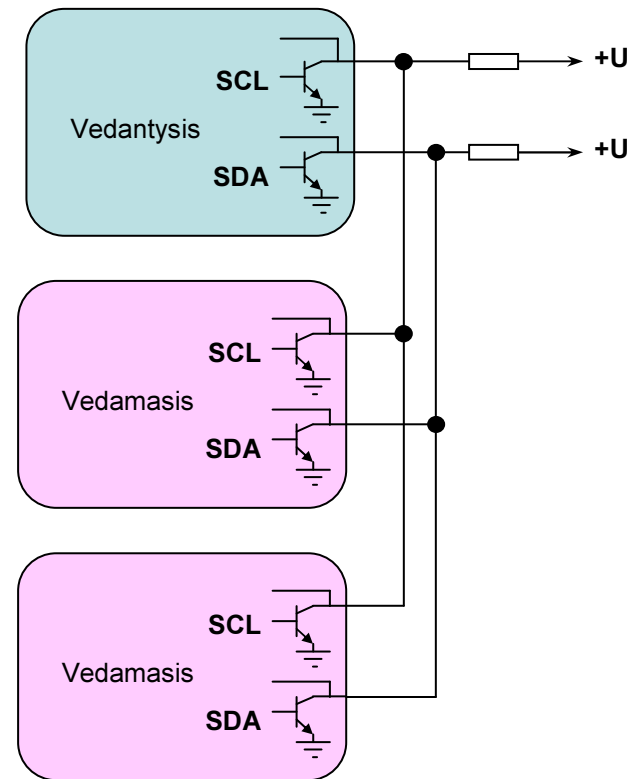 +U
SCL
Vedantysis
+U
SDA
SCL
Vedamasis
SDA
SCL
Vedamasis
SDA